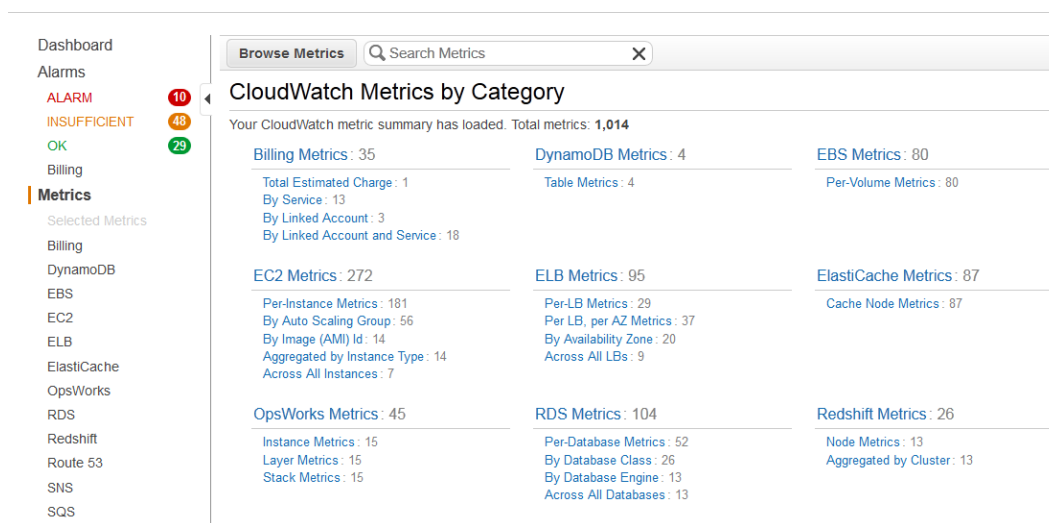 Dashboard
Alarms
ALARM 10
INSUFFICIENT 48
OK 29
Billing
Metrics
Selected Metrics
Billing
DynamoDB
EBS
EC2
ELB
ElastiCache
OpsWorks
RDS
Redshift
Route 53
SNS
SQS
Browse Metrics Search Metrics X
CloudWatch Metrics by Category
Your CloudWatch metric summary has loaded. Total metrics: 1,014
Billing Metrics: 35
Total Estimated Charge: 1
By Service: 13
By Linked Account: 3
By Linked Account and Service: 18
DynamoDB Metrics: 4
Table Metrics: 4
EBS Metrics: 80
Per-Volume Metrics: 80
EC2 Metrics: 272
Per-Instance Metrics: 181
By Auto Scaling Group: 56
By Image (AMI) Id: 14
Aggregated by Instance Type: 14
Across All Instances: 7
ELB Metrics: 95
Per-LB Metrics: 29
Per LB, per AZ Metrics: 37
By Availability Zone: 20
Across All LBs: 9
ElastiCache Metrics: 87
Cache Node Metrics: 87
OpsWorks Metrics: 45
Instance Metrics: 15
Layer Metrics: 15
Stack Metrics: 15
RDS Metrics: 104
Per-Database Metrics: 52
By Database Class: 26
By Database Engine: 13
Across All Databases: 13
Redshift Metrics: 26
Node Metrics: 13
Aggregated by Cluster: 13